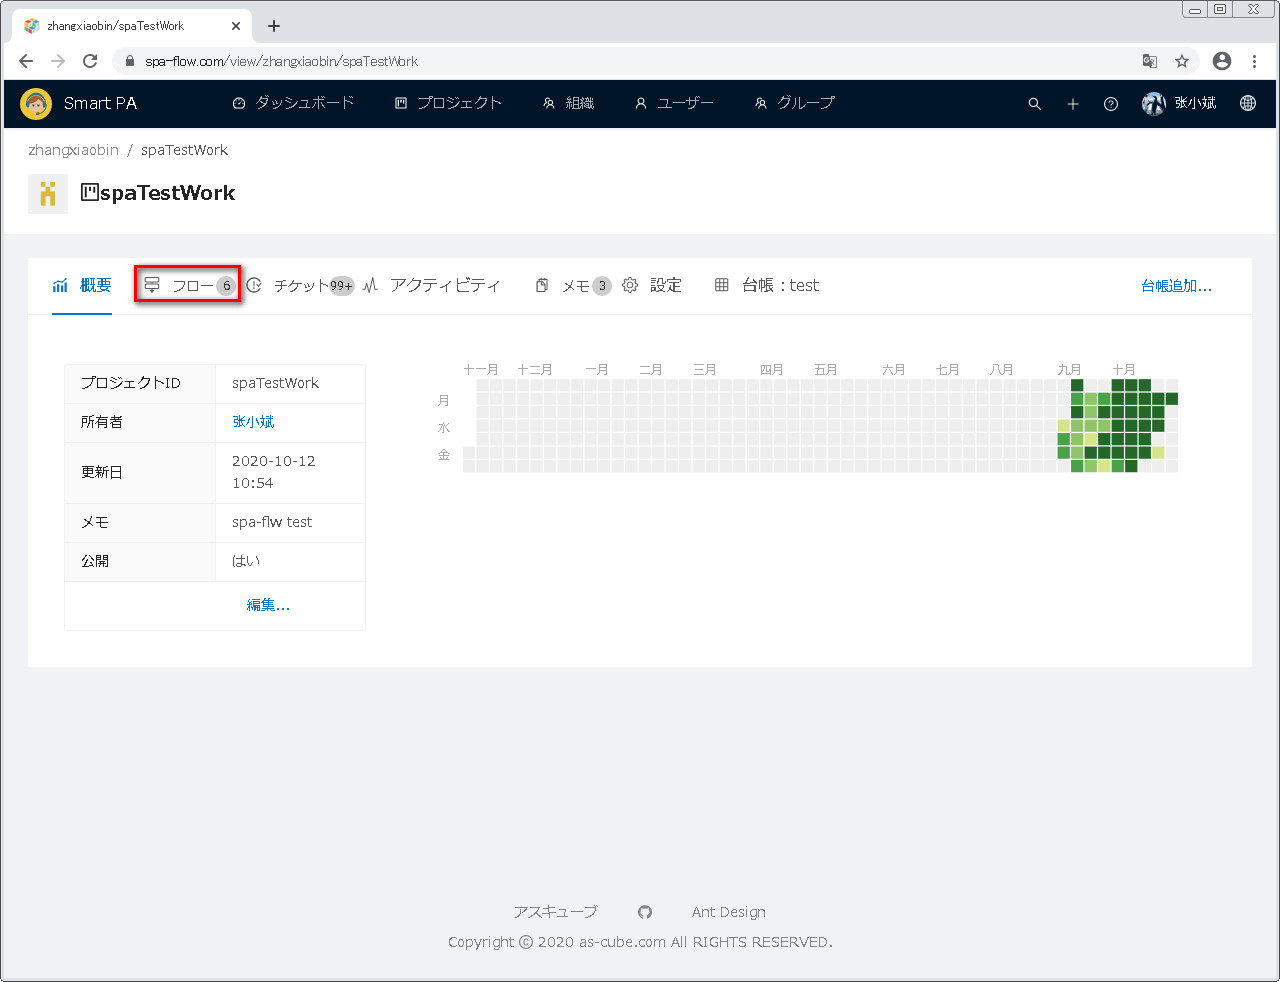 zhangxiaobin/spaTestWork
spa-flow.com/view/zhangxiaobin/spaTestWork
Smart PA ダッシュボード プロジェクト 組織 ユーザー グループ 张小斌
zhangxiaobin / spaTestWork
spaTestWork
概要 フロー 6 チケット 99+ アクティビティ メモ 3 設定 台帳：test 台帳追加...
十一月 十二月 一月 二月 三月 四月 五月 六月 七月 八月 九月 十月
月
水
金
プロジェクトID spaTestWork
所有者 张小斌
更新日 2020-10-12 10:54
メモ spa-flw test
公開 はい
編集...
アスキューブ Ant Design
Copyright © 2020 as-cube.com All RIGHTS RESERVED.